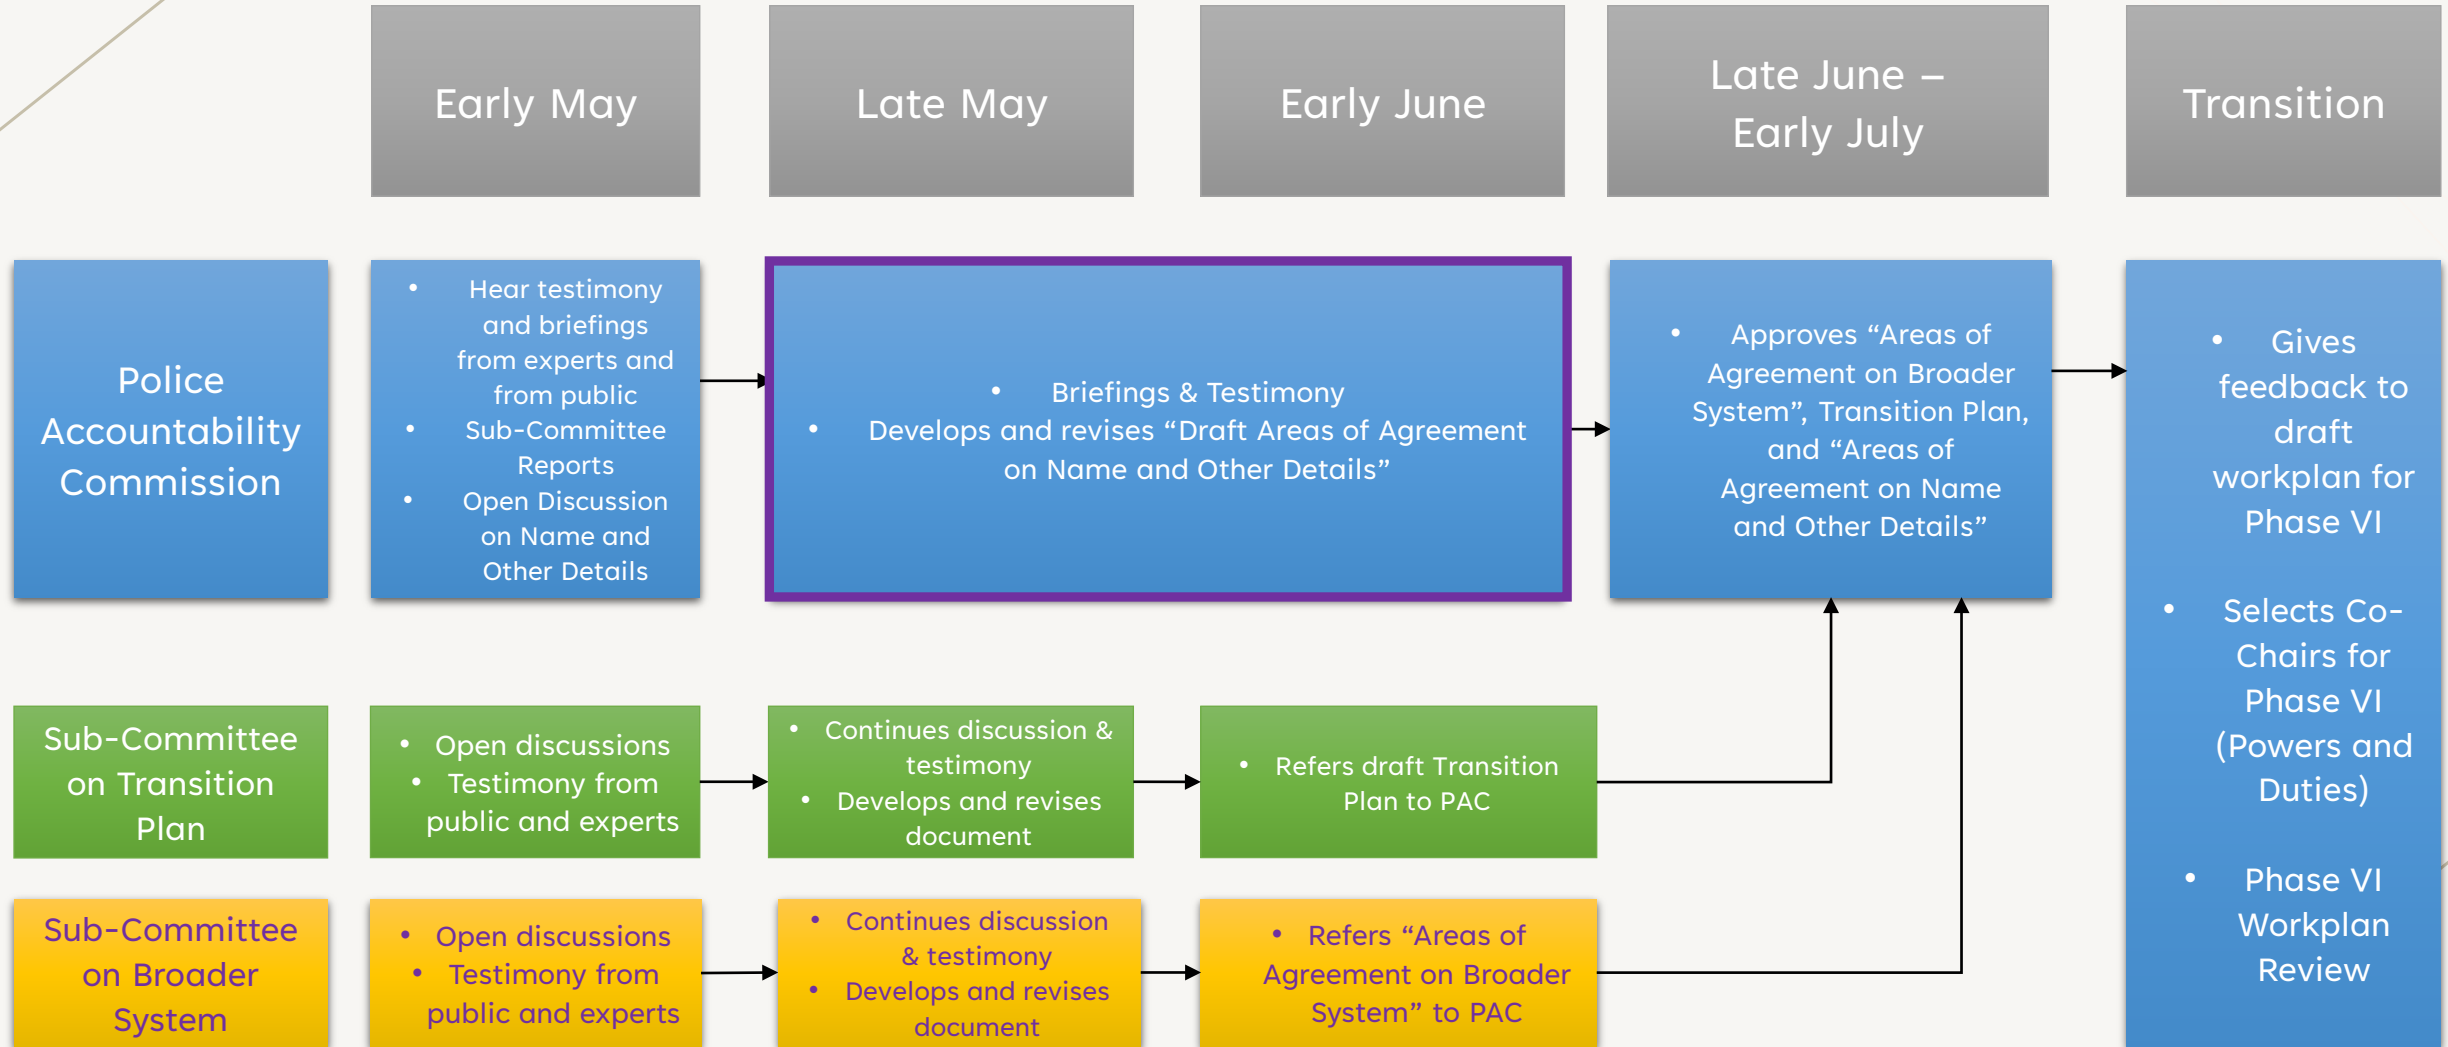 Early May
Late May
Early June
Late June –
Early July
Transition
Police
Accountability
Commission
• Hear testimony
and briefings
from experts and
from public
• Sub-Committee
Reports
• Open Discussion
on Name and
Other Details
• Briefings & Testimony
• Develops and revises “Draft Areas of Agreement
on Name and Other Details”
• Approves “Areas of
Agreement on Broader
System”, Transition Plan,
and “Areas of
Agreement on Name
and Other Details”
• Gives
feedback to
draft
workplan for
Phase VI
• Selects Co-
Chairs for
Phase VI
(Powers and
Duties)
• Phase VI
Workplan
Review
Sub-Committee
on Transition
Plan
• Open discussions
• Testimony from
public and experts
• Continues discussion &
testimony
• Develops and revises
document
• Refers draft Transition
Plan to PAC
Sub-Committee
on Broader
System
• Open discussions
• Testimony from
public and experts
• Continues discussion
& testimony
• Develops and revises
document
• Refers “Areas of
Agreement on Broader
System” to PAC